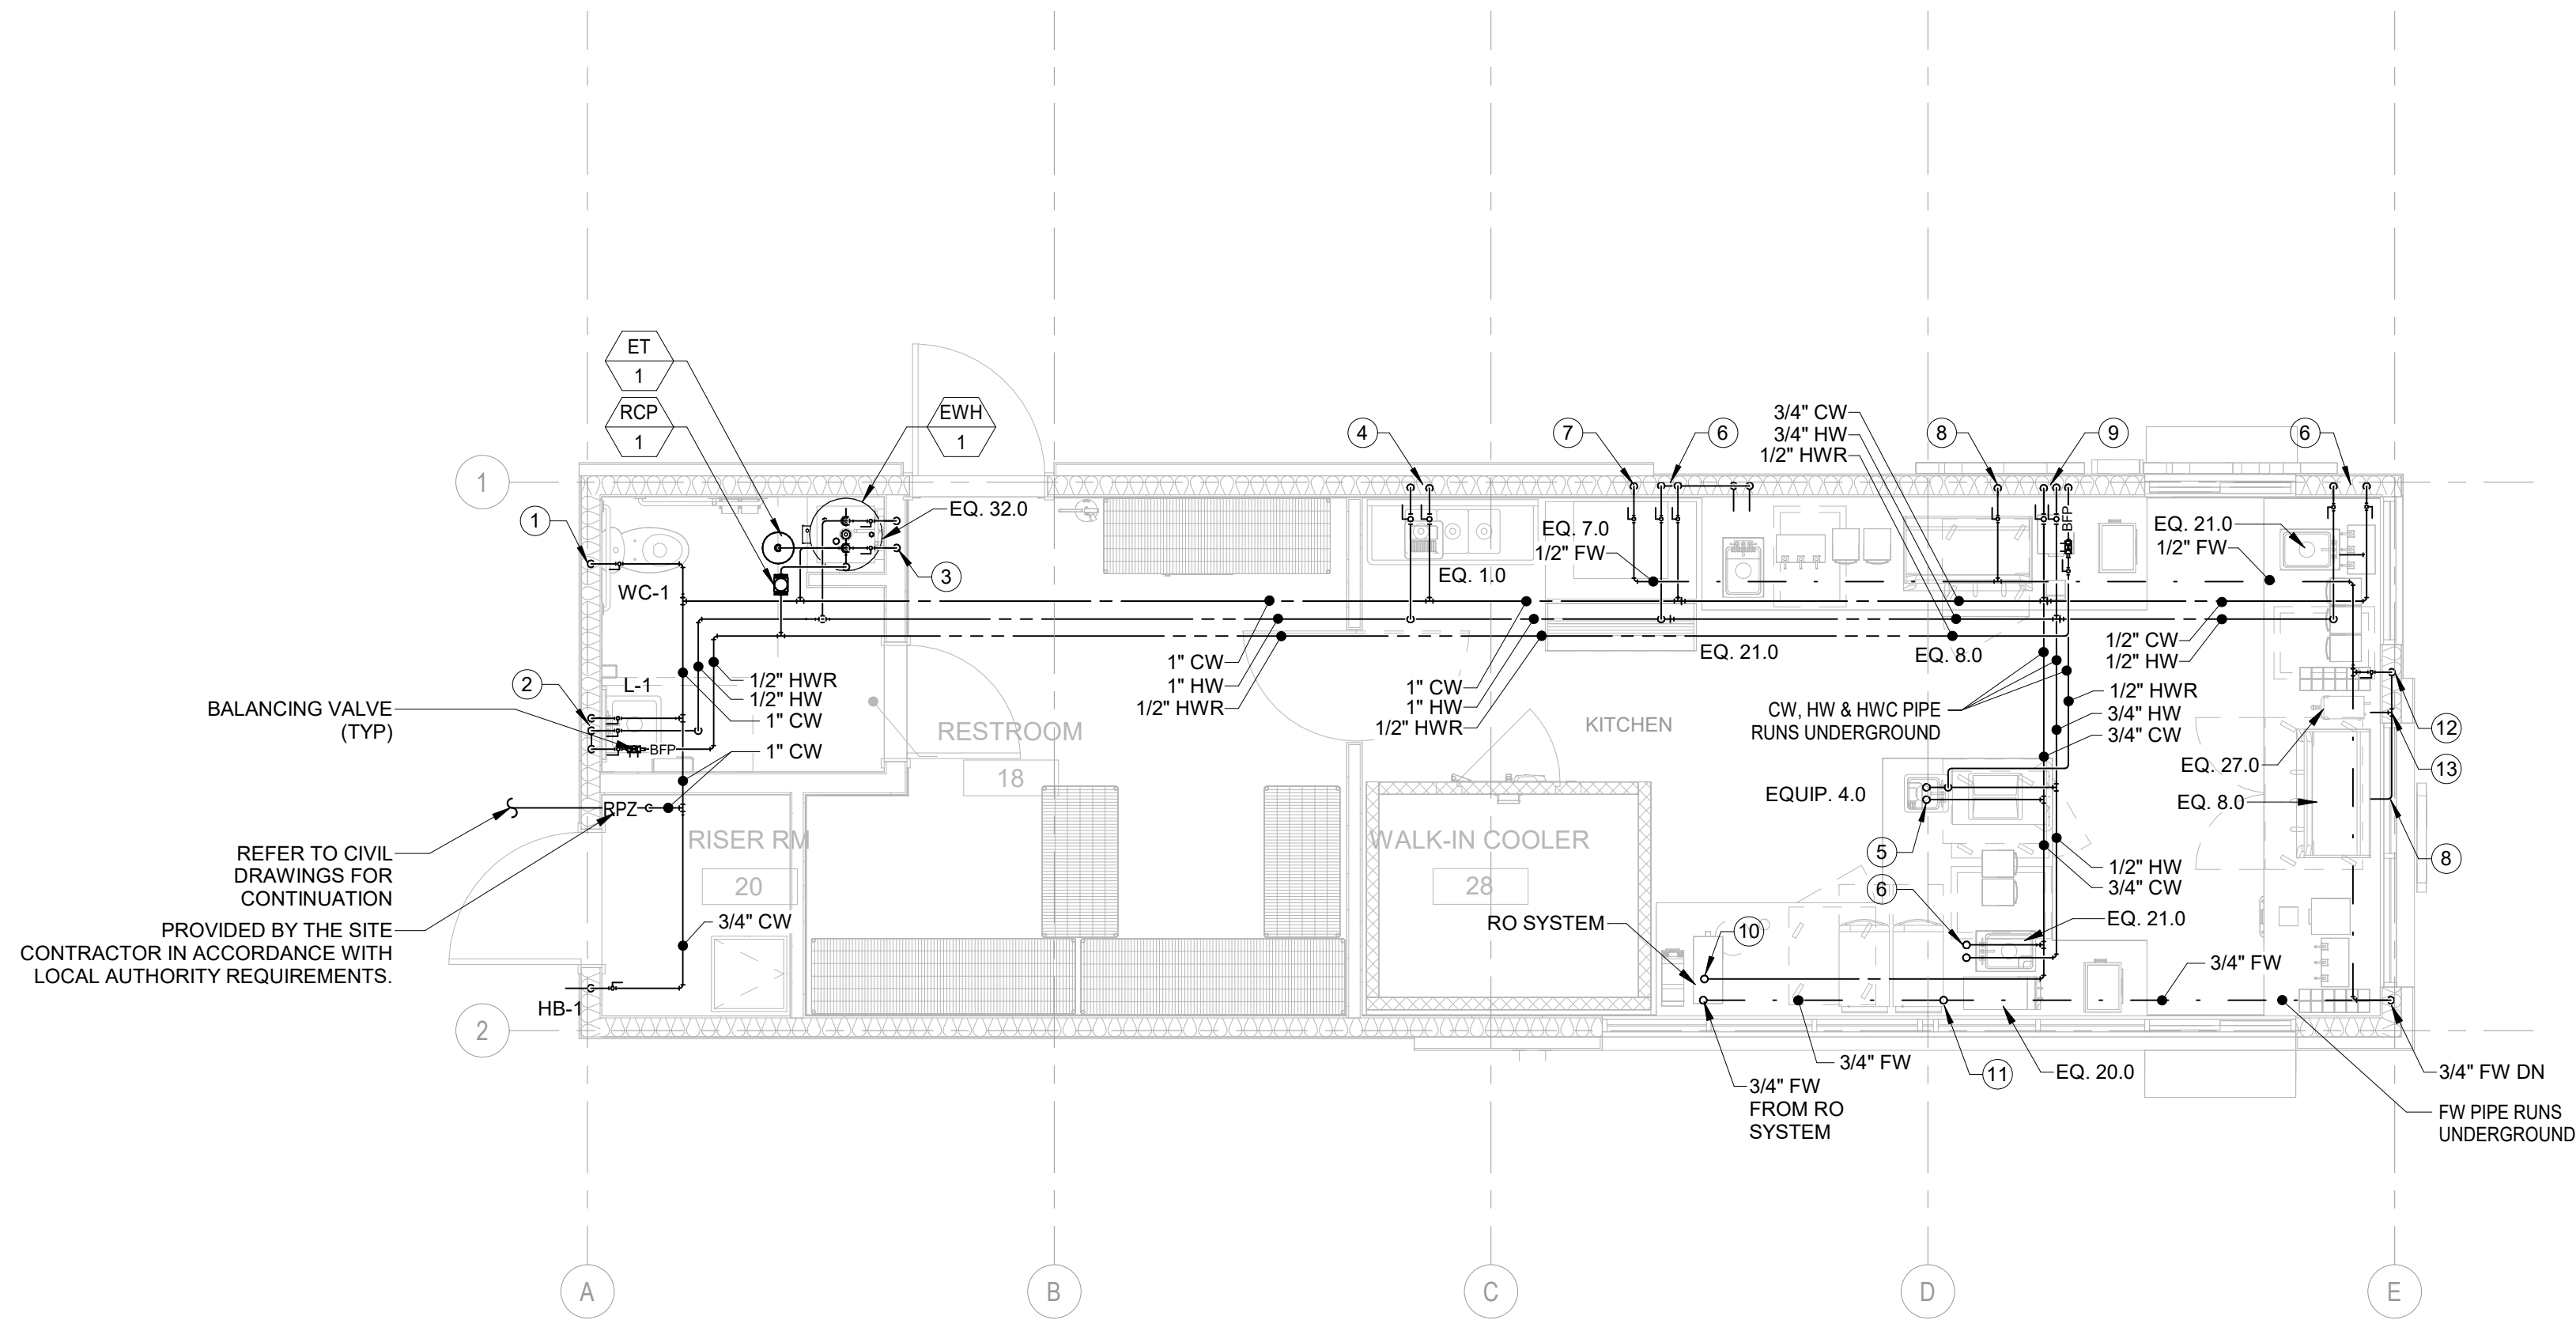 ET
1
RCP
1
EWH
1
3/4" CW
3/4" HW
1/2" HWR
4
7
6
8
9
6
1
1
EQ. 32.0
EQ. 7.0
1/2" FW
EQ. 21.0
1/2" FW
BFP
3
EQ. 1.0
WC-1
2
L-1
1/2" HWR
1/2" HW
1" CW
BALANCING VALVE
(TYP)
BFP
1" CW
1" CW
1" HW
1/2" HWR
1" CW
1" HW
1/2" HWR
EQ. 21.0
EQ. 8.0
1/2" CW
1/2" HW
RESTROOM
18
KITCHEN
CW, HW & HWC PIPE
RUNS UNDERGROUND
1/2" HWR
3/4" HW
3/4" CW
12
13
EQ. 27.0
EQ. 8.0
8
RPZ
REFER TO CIVIL
DRAWINGS FOR
CONTINUATION
RISER RM
20
WALK-IN COOLER
28
EQUIP. 4.0
5
6
1/2" HW
3/4" CW
EQ. 21.0
PROVIDED BY THE SITE
CONTRACTOR IN ACCORDANCE WITH
LOCAL AUTHORITY REQUIREMENTS.
3/4" CW
RO SYSTEM
10
3/4" FW
HB-1
2
3/4" FW
11
EQ. 20.0
3/4" FW
FROM RO
SYSTEM
3/4" FW DN
FW PIPE RUNS
UNDERGROUND
A
B
C
D
E